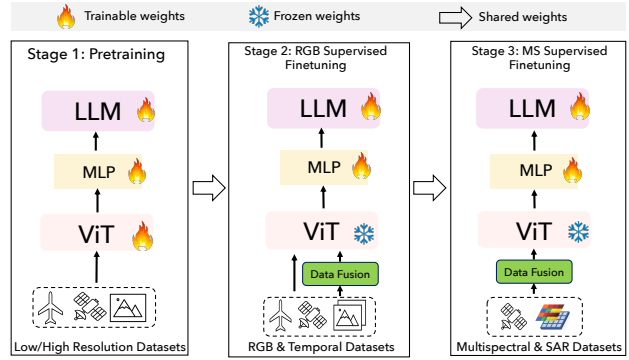 Trainable weights
Frozen weights
Shared weights
Stage 1: Pretraining
LLM
MLP
ViT
Low/High Resolution Datasets
Stage 2: RGB Supervised
Finetuning
LLM
MLP
ViT
Data Fusion
RGB & Temporal Datasets
Stage 3: MS Supervised
Finetuning
LLM
MLP
ViT
Data Fusion
Multispectral & SAR Datasets